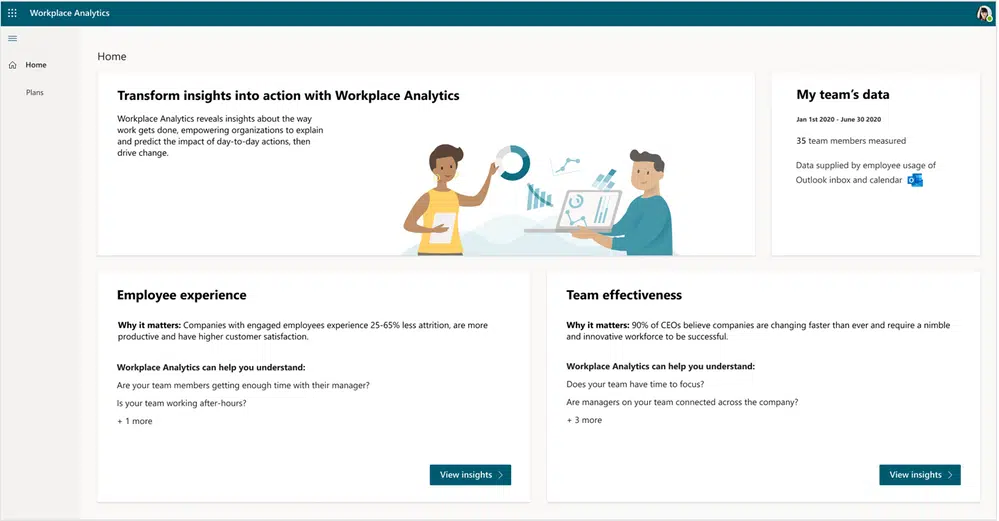 Workplace Analytics
Home
Plans
Home
Transform insights into action with Workplace Analytics
Workplace Analytics reveals insights about the way
work gets done, empowering organizations to explain
and predict the impact of day-to-day actions, then
drive change.
My team's data
Jan 1st 2020 - June 30 2020
35 team members measured
Data supplied by employee usage of
Outlook inbox and calendar
Employee experience
Why it matters: Companies with engaged employees experience 25-65% less attrition, are more
productive and have higher customer satisfaction.
Workplace Analytics can help you understand:
Are your team members getting enough time with their manager?
Is your team working after-hours?
+ 1 more
View insights
Team effectiveness
Why it matters: 90% of CEOs believe companies are changing faster than ever and require a nimble
and innovative workforce to be successful.
Workplace Analytics can help you understand:
Does your team have time to focus?
Are managers on your team connected across the company?
+ 3 more
View insights